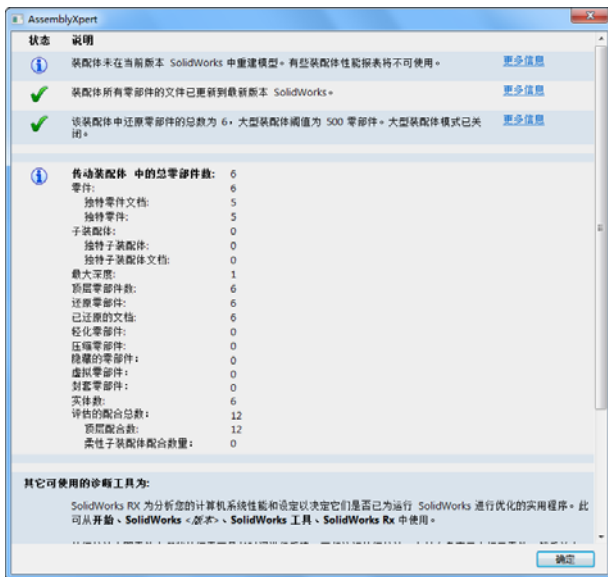 AssemblyXpert
状态 说明
装配体未在当前版本 SolidWorks 中重建模型。有些装配体性能报表将不可使用。 更多信息
装配体所有零部件的文件已更新到最新版本 SolidWorks。 更多信息
该装配体中还原零部件的总数为 6，大型装配体阈值为 500 零部件。大型装配体模式已关 更多信息
闭。
传动装配体 中的总零部件数: 6
零件: 6
独特零件文档: 5
独特零件: 5
子装配体: 0
独特子装配体: 0
独特子装配体文档: 0
最大深度: 1
顶层零部件数: 6
还原零部件: 6
已还原的文档: 6
轻化零部件: 0
压缩零部件: 0
隐藏的零部件: 0
虚拟零部件: 0
封套零部件: 0
实体数: 6
评估的配合总数: 12
顶层配合数: 12
柔性子装配体配合数量: 0
其它可使用的诊断工具为:
SolidWorks RX 为分析您的计算机系统性能和设定以决定它们是否已为运行 SolidWorks 进行优化的实用程序。此
可从开始、SolidWorks <版本>、SolidWorks 工具、SolidWorks Rx 中使用。
确定